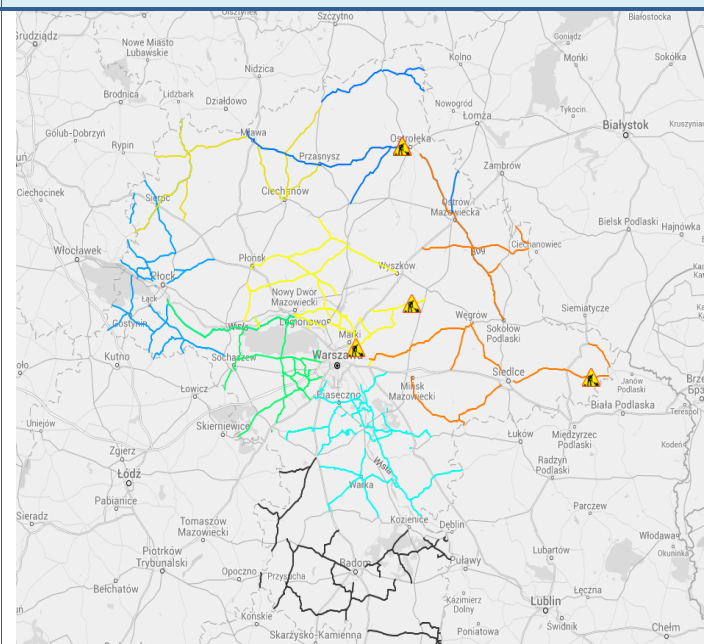 Szczytno
Białostocka
Nowe Miasto
Lubawskie
Goniądz
Nidzica
Kolno
Mońki
Sokółka
Brodnica
Lidzbark
Działdowo
Nowogród
Łomża
Tykocin
Białystok
Golub-Dobrzyń
Rypin
Mława
Ostrołęka
Przasnysz
Zambrów
Ciechocinek
Sierpc
Ciechanów
Ostrów
Mazowiecka
Bielsk Podlaski
Hajnówka
Włocławek
Płońsk
Wyszków
Bug
Ciechanowiec
Płock
Łąck
Nowy Dwór
Mazowiecki
Legionowo
Siemiatycze
Gostynin
Wisła
Marki
Węgrów
Sokołów
Podlaski
Kutno
Sochaczew
Warszawa
Siedlce
Janów
Podlaski
Łowicz
Mińsk
Mazowiecki
Piaseczno
Biała Podlaska
Terespol
Uniejów
Skierniewice
Zgierz
Łuków
Międzyrzec
Podlaski
Kodeń
Łódź
Wisła
Radzyń
Podlaski
Pabianice
Warka
Sieradz
Tomaszów
Mazowiecki
Kozienice
Dęblin
Parczew
Włodawa
Piotrków
Trybunalski
Opoczno
Przysucha
Radom
Puławy
Lubartów
Okuninka
Bełchatów
Końskie
Kazimierz
Dolny
Lublin
Łęczna
Skarżysko-Kamienna
Poniatowa
Świdnik
Chełm